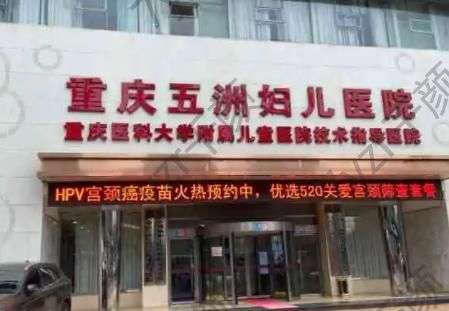 重庆五洲妇儿医院
重庆医科大学附属儿童医院技术指导医院
HPV宫颈癌疫苗火热预约中，优选520关爱宫颈筛查套餐